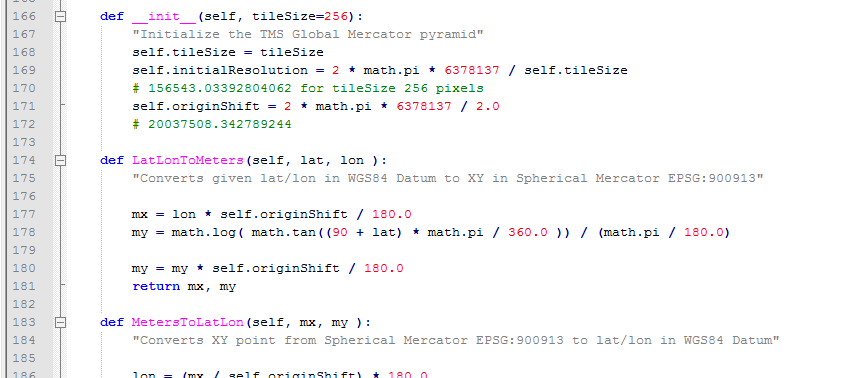 166 def __init__(self, tileSize=256):
167 "Initialize the TMS Global Mercator pyramid"
168 self.tileSize = tileSize
169 self.initialResolution = 2 * math.pi * 6378137 / self.tileSize
170 # 156543.03392804062 for tileSize 256 pixels
171 self.originShift = 2 * math.pi * 6378137 / 2.0
172 # 20037508.342789244
173
174 def LatLonToMeters(self, lat, lon ):
175 "Converts given lat/lon in WGS84 Datum to XY in Spherical Mercator EPSG:900913"
176
177 mx = lon * self.originShift / 180.0
178 my = math.log( math.tan((90 + lat) * math.pi / 360.0 )) / (math.pi / 180.0)
179
180 my = my * self.originShift / 180.0
181 return mx, my
182
183 def MetersToLatLon(self, mx, my ):
184 "Converts XY point from Spherical Mercator EPSG:900913 to lat/lon in WGS84 Datum"
185
186 lon = (mx / self.originShift) * 180.0